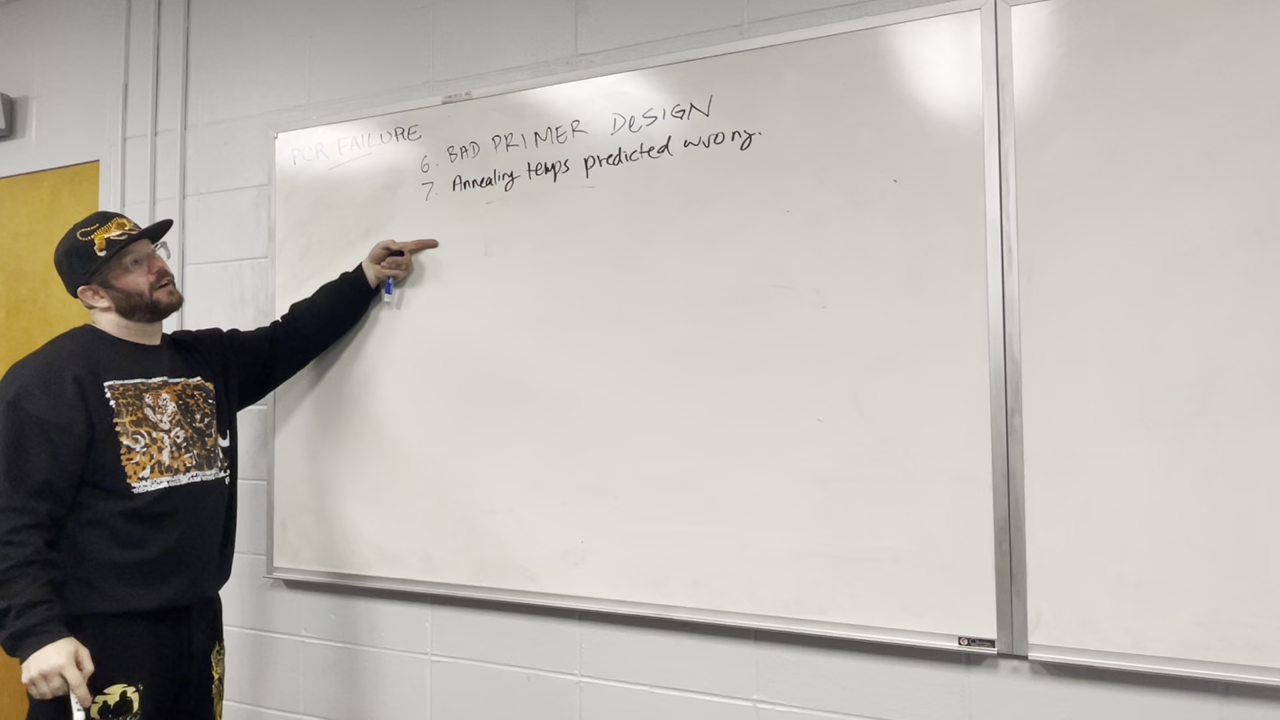 PCR FAILURE
6. BAD PRIMER DeSIGN
7. Annealing temps predicted wrong.